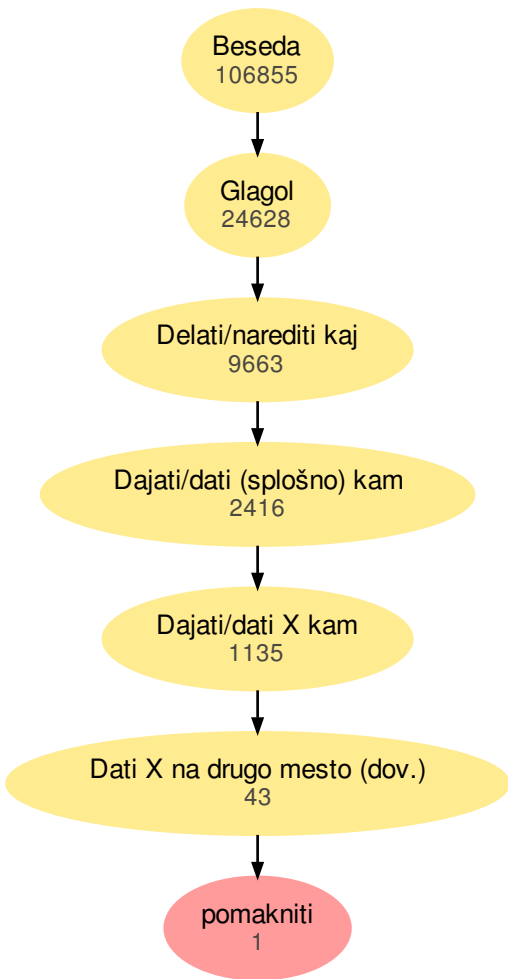 Beseda
106855
Glagol
24628
Delati/narediti kaj
9663
Dajati/dati (splošno) kam
2416
Dajati/dati X kam
1135
Dati X na drugo mesto (dov.)
43
pomakniti
1